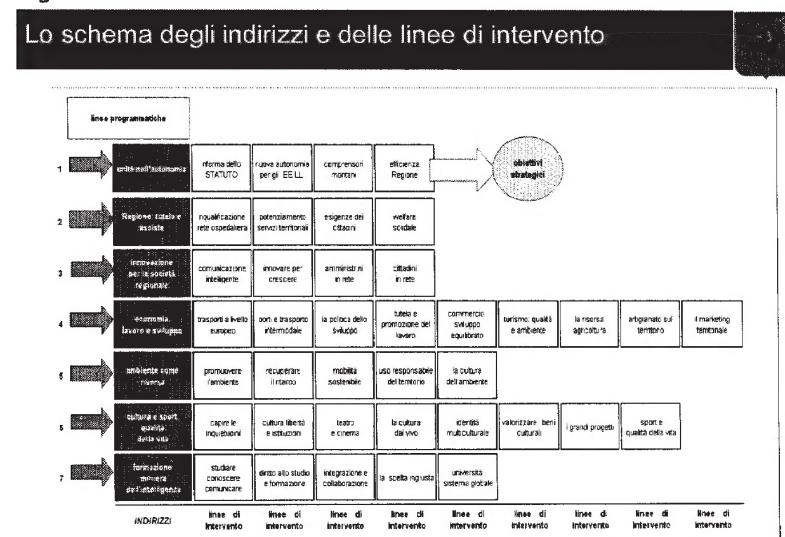 Lo schema degli indirizzi e delle linee di intervento
linee programmatiche
1
unità nell'autonomia
riforma dello
STATUTO
nuova autonomia
per gli EE.LL
comprensori
montani
efficienza
Regione
obiettivi
strategici
2
Regione: tutela e
assiste
riqualificazione
rete ospedaliera
potenziamento
servizi territoriali
esigenze dei
cittadini
welfare
solidale
3
innovazione
per la società
regionale
comunicazione
intelligente
innovare per
crescere
amministr.ni
in rete
cittadini
in rete
4
economia,
lavoro e sviluppo
trasporti a livello
europeo
porti e trasporto
intermodale
la politica dello
sviluppo
tutela e
promozione del
lavoro
commercio
sviluppo
equilibrato
turismo: qualità
e ambiente
la risorsa
agricoltura
artigianato sul
territorio
il marketing
territoriale
5
ambiente come
risorsa
promuovere
l'ambiente
recuperare
il ritardo
mobilità
sostenibile
uso responsabile
del territorio
la cultura
dell'ambiente
6
cultura e sport
qualità
della vita
capire le
inquietudini
cultura libertà
e istituzioni
teatro
e cinema
la cultura
dal vivo
identità
multiculturale
valorizzare beni
culturali
i grandi progetti
sport e
qualità della vita
7
formazione
miniera
dell'intelligenza
studiare
conoscere
comunicare
diritto allo studio
e formazione
integrazione e
collaborazione
la scelta ingiusta
università
sistema globale
INDIRIZZI
linee di
intervento
linee di
intervento
linee di
intervento
linee di
intervento
linee di
intervento
linee di
intervento
linee di
intervento
linee di
intervento
linee di
intervento